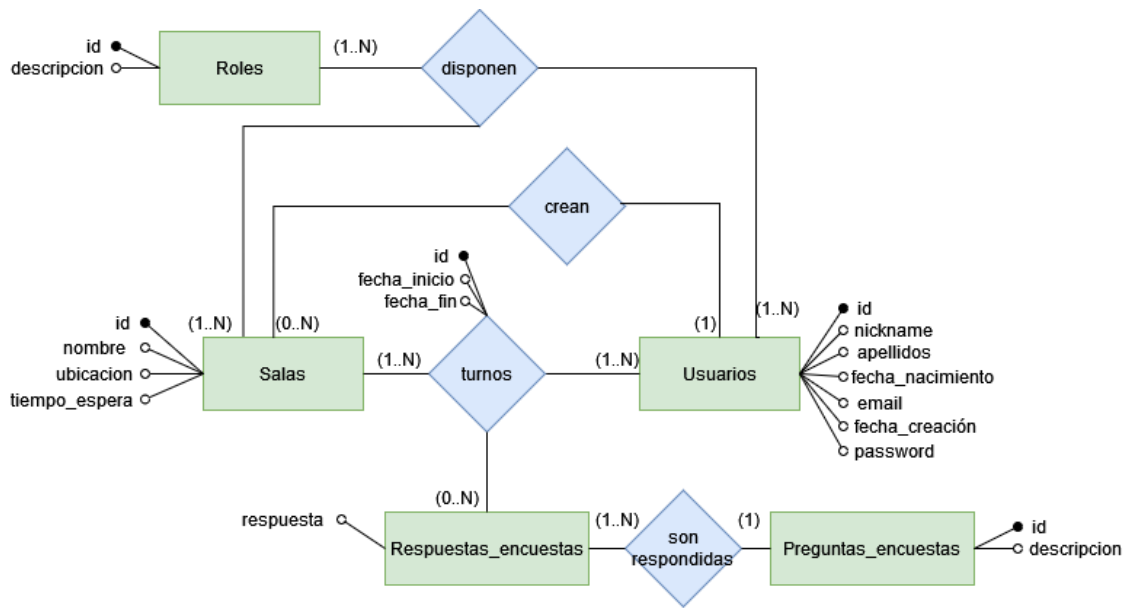 id
descripcion
Roles
(1..N)
disponen
crean
id
fecha_inicio
fecha_fin
id
nombre
ubicacion
tiempo_espera
(1..N)
(0..N)
Salas
(1..N)
turnos
(1..N)
(1)
(1..N)
Usuarios
id
nickname
apellidos
fecha_nacimiento
email
fecha_creación
password
(0..N)
respuesta
Respuestas_encuestas
(1..N)
son
respondidas
(1)
Preguntas_encuestas
id
descripcion